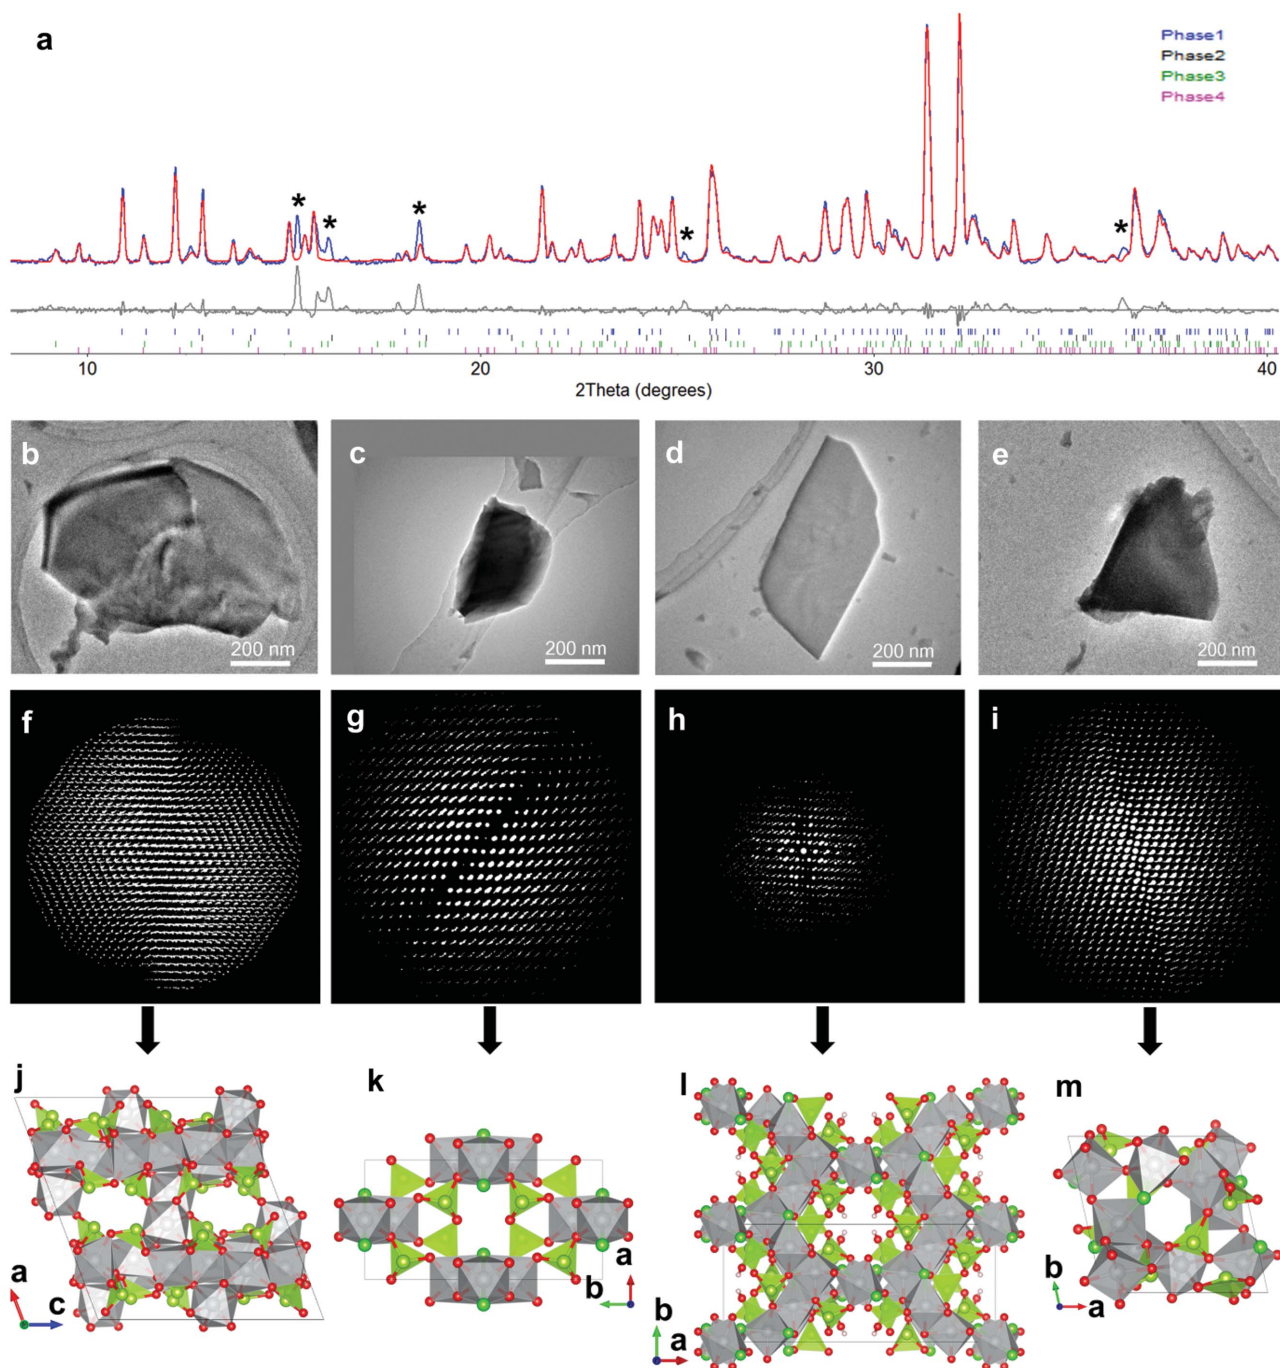 a
Phase1
Phase2
Phase3
Phase4
* * * * *
10 20 30 40
2Theta (degrees)
b c d e
200 nm 200 nm 200 nm 200 nm
f g h i
j k l m
a c
b a
b a
b a